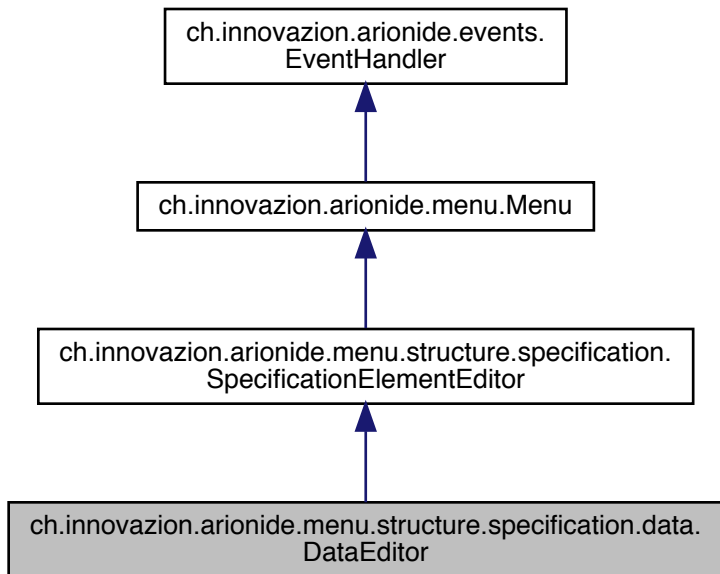 ch.innovazion.arionide.events.
EventHandler
ch.innovazion.arionide.menu.Menu
ch.innovazion.arionide.menu.structure.specification.
SpecificationElementEditor
ch.innovazion.arionide.menu.structure.specification.data.
DataEditor